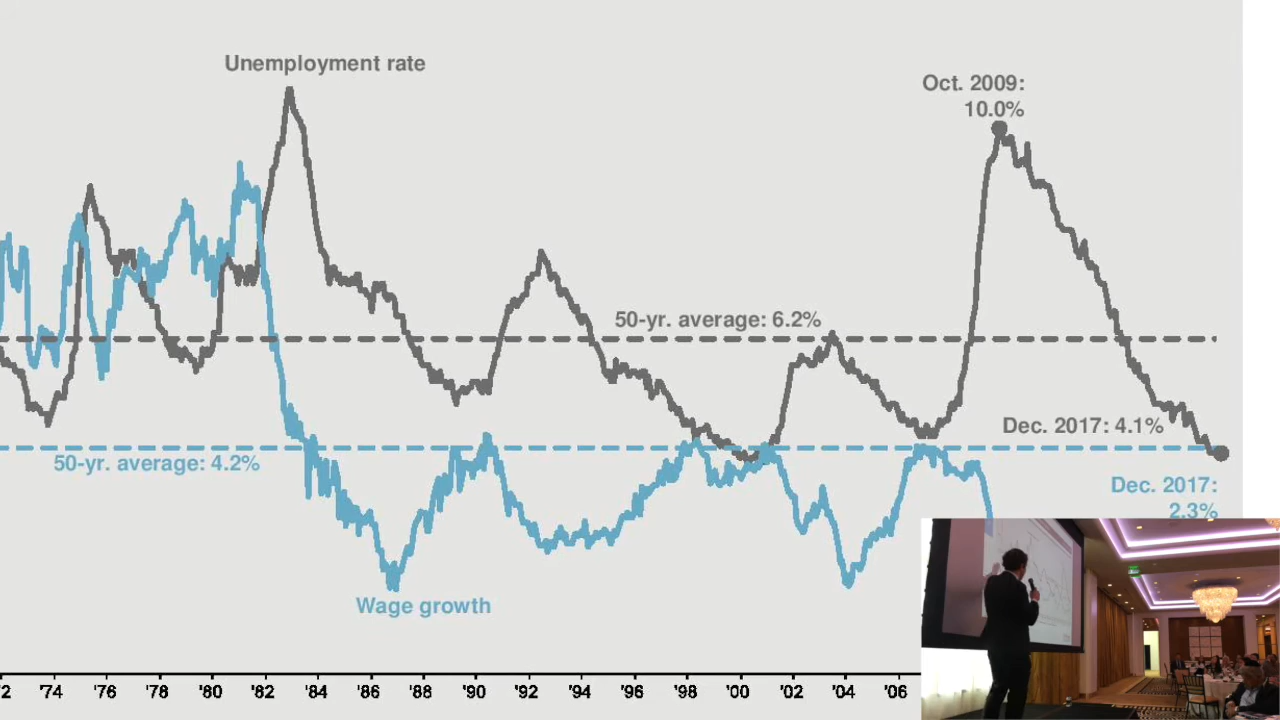 Unemployment rate
Oct. 2009:
10.0%
50-yr. average: 6.2%
Dec. 2017: 4.1%
50-yr. average: 4.2%
Dec. 2017:
2.3%
Wage growth
2 '74 '76 '78 '80 '82 '84 '86 '88 '90 '92 '94 '96 '98 '00 '02 '04 '06